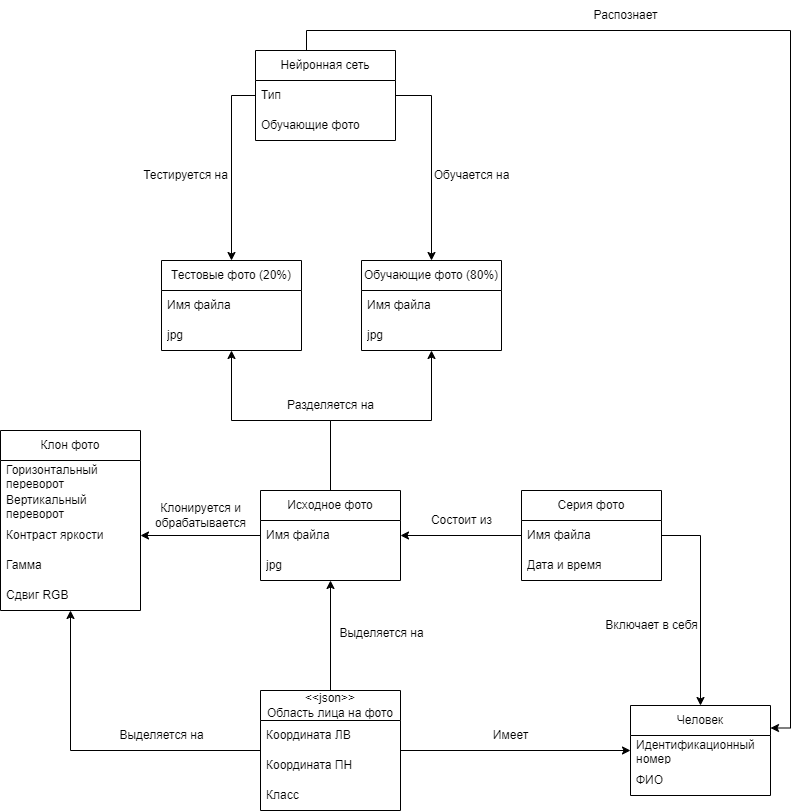 Распознает
Нейронная сеть
Тип
Обучающие фото
Тестируется на
Обучается на
Тестовые фото (20%)
Имя файла
jpg
Обучающие фото (80%)
Имя файла
jpg
Разделяется на
Клон фото
Горизонтальный
переворот
Вертикальный
переворот
Контраст яркости
Гамма
Сдвиг RGB
Клонируется и
обрабатывается
Исходное фото
Имя файла
jpg
Состоит из
Серия фото
Имя файла
Дата и время
Выделяется на
Включает в себя
Выделяется на
<<json>>
Область лица на фото
Координата ЛВ
Координата ПН
Класс
Имеет
Человек
Идентификационный
номер
ФИО